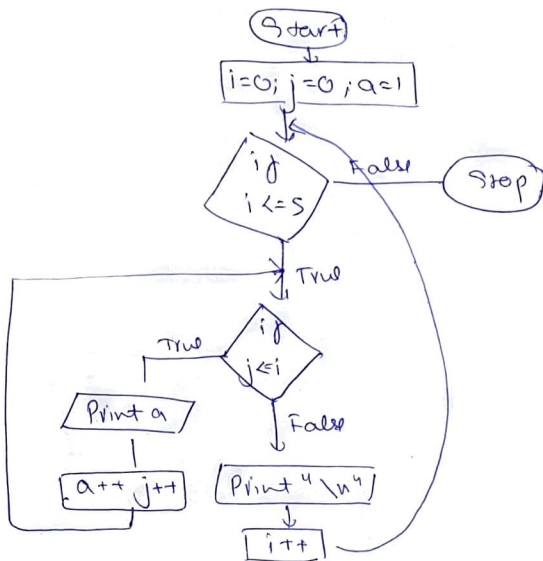 Start
i=0; j=0; a=1
if
i<=5
False
Stop
True
if
j<=i
True
Print a
a++ j++
False
Print "\n"
i++